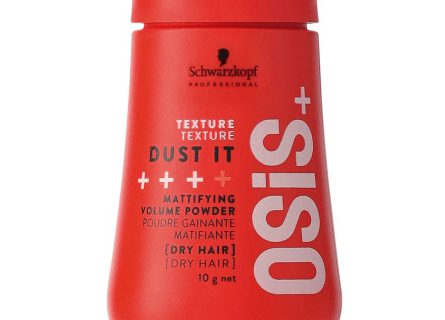 Schwarzkopf
PROFESSIONAL
TEXTURE
TEXTURE
DUST IT
++++
MATTIFYING
VOLUME POWDER
POUDRE GAINANTE
MATIFIANTE
[DRY HAIR]
[DRY HAIR]
10 g net
OSiS+